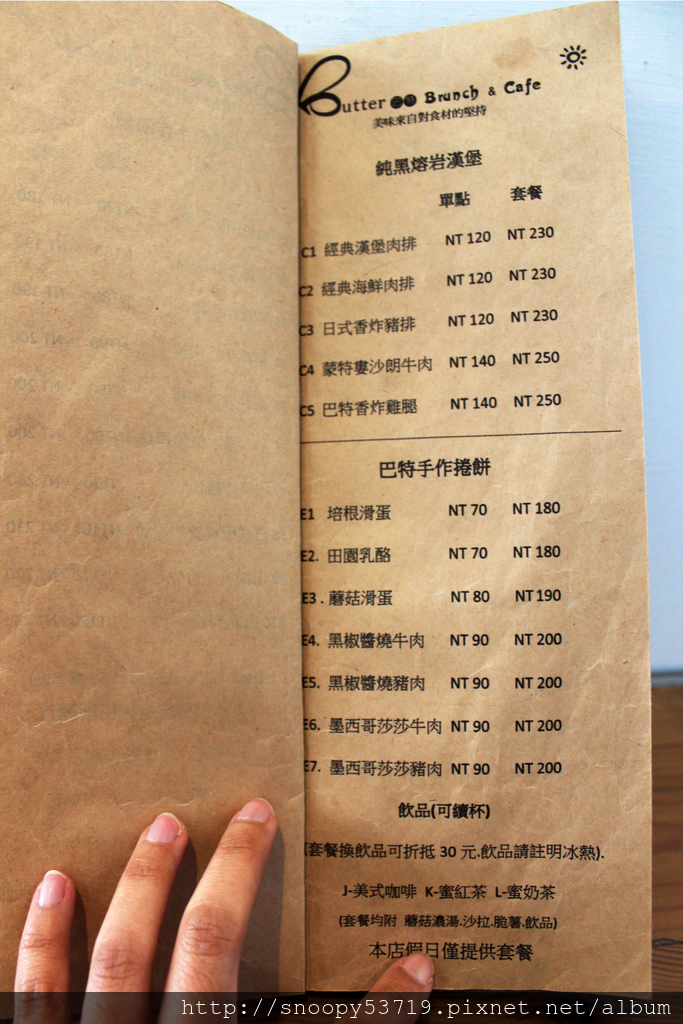 Butter Brunch & Cafe
美味來自對食材的堅持
純黑熔岩漢堡
單點 套餐
C1 經典漢堡肉排 NT 120 NT 230
C2 經典海鮮肉排 NT 120 NT 230
C3 日式香炸豬排 NT 120 NT 230
C4 蒙特婁沙朗牛肉 NT 140 NT 250
C5 巴特香炸雞腿 NT 140 NT 250
巴特手作捲餅
E1 培根滑蛋 NT 70 NT 180
E2. 田園乳酪 NT 70 NT 180
E3 . 蘑菇滑蛋 NT 80 NT 190
E4. 黑椒醬燒牛肉 NT 90 NT 200
E5. 黑椒醬燒豬肉 NT 90 NT 200
E6. 墨西哥莎莎牛肉 NT 90 NT 200
E7. 墨西哥莎莎豬肉 NT 90 NT 200
飲品(可續杯)
(套餐換飲品可折抵 30 元.飲品請註明冰熱).
J-美式咖啡 K-蜜紅茶 L-蜜奶茶
(套餐均附 蘑菇濃湯.沙拉.脆薯.飲品)
本店假日僅提供套餐
http://snoopy53719.pixnet.net/album